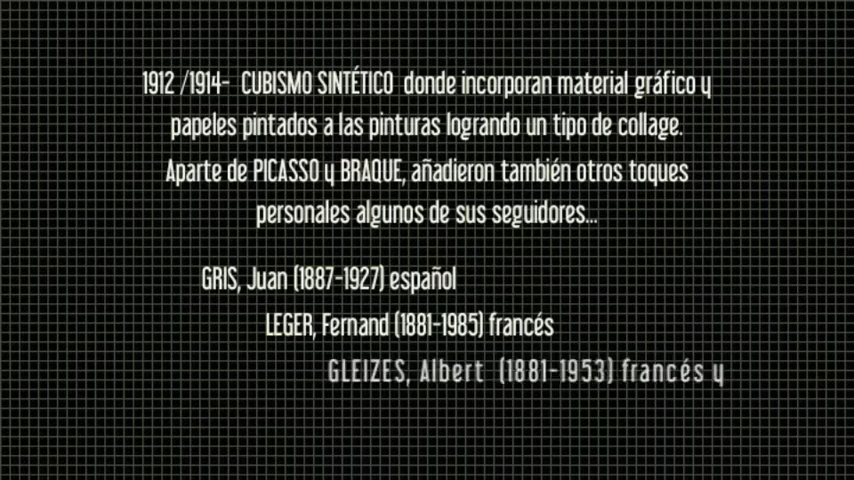 1912 /1914- CUBISMO SINTÉTICO donde incorporan material gráfico y
papeles pintados a las pinturas logrando un tipo de collage.
Aparte de PICASSO y BRAQUE, añadieron también otros toques
personales algunos de sus seguidores...
GRIS, Juan (1887-1927) español
LEGER, Fernand (1881-1985) francés
GLEIZES, Albert (1881-1953) francés y